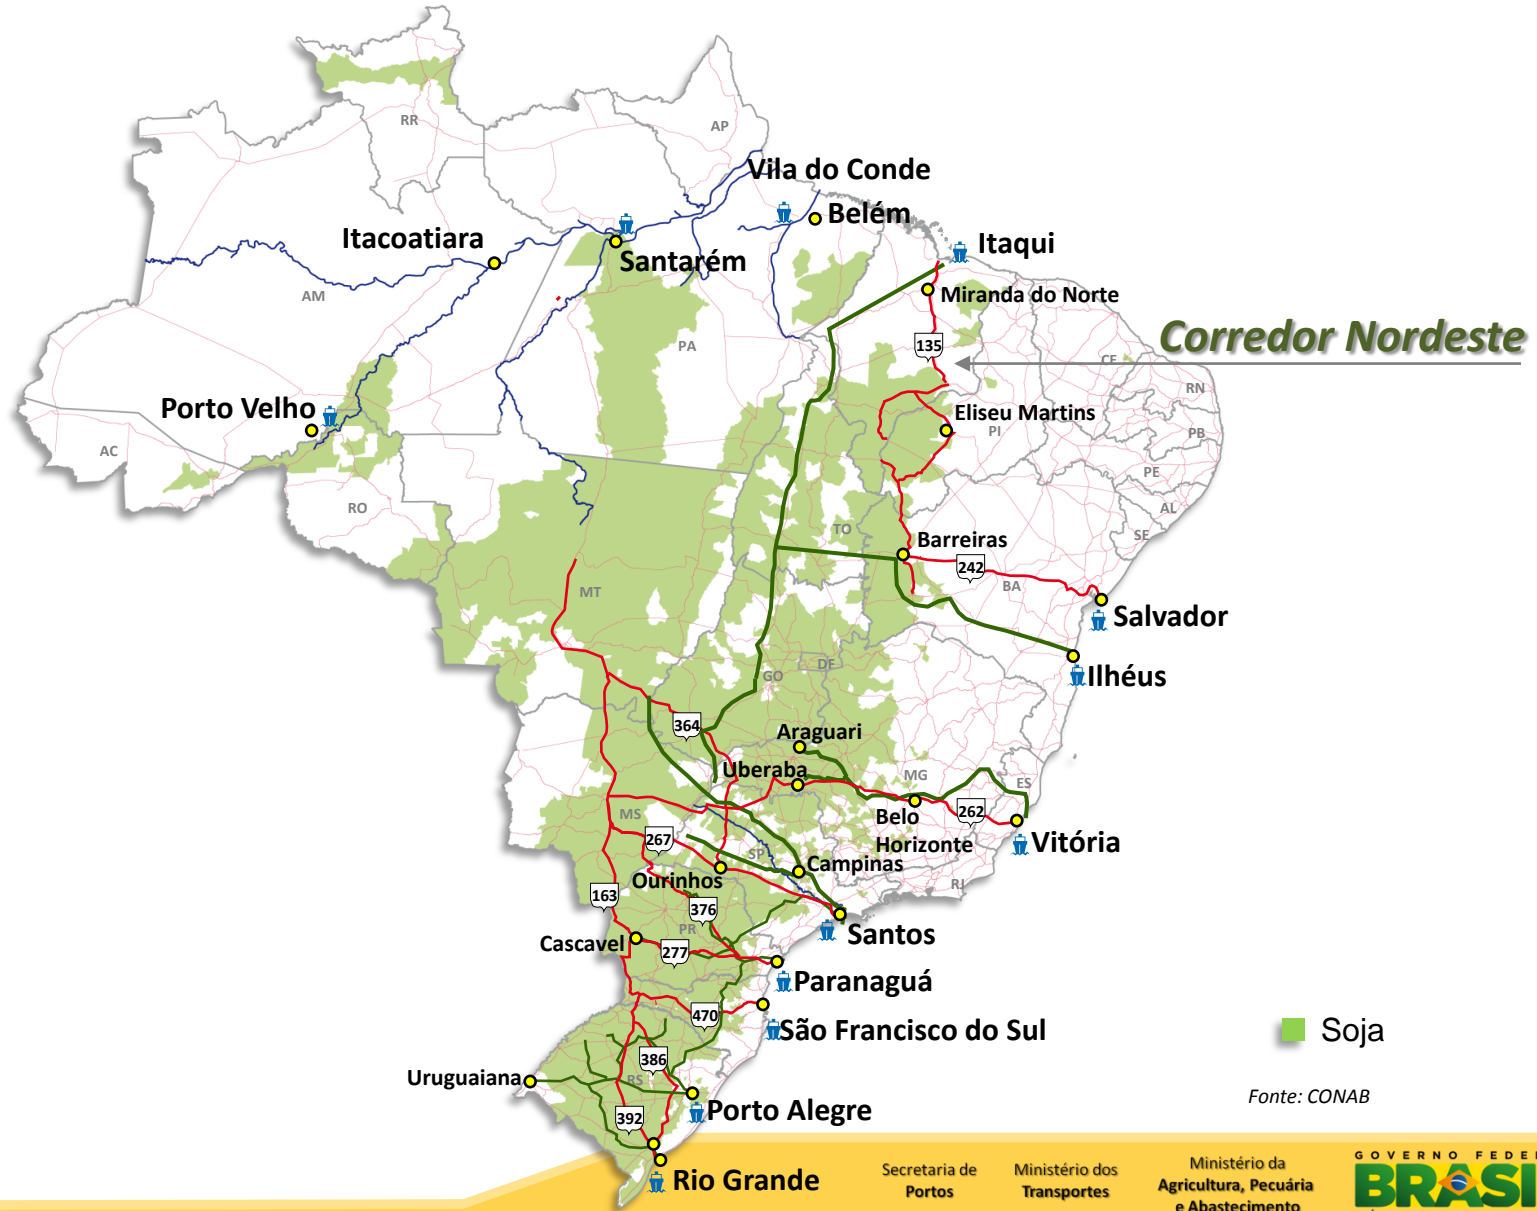 RR
AP
Vila do Conde
Belém
Itacoatiara
Santarém
Itaqui
AM
Miranda do Norte
Corredor Nordeste
135
PA
CE
RN
Porto Velho
Eliseu Martins
PI
PB
AC
PE
RO
TO
AL
SE
Barreiras
242
BA
MT
Salvador
DF
GO
Ilhéus
364
Araguari
Uberaba
MG
ES
MS
Belo
Horizonte
262
Vitória
267
SP
Campinas
Ourinhos
RJ
163
376
PR
Santos
Cascavel
277
Paranaguá
470
São Francisco do Sul
Soja
386
Uruguaiana
RS
Fonte: CONAB
392
Porto Alegre
Rio Grande
Secretaria de
Portos
Ministério dos
Transportes
Ministério da
Agricultura, Pecuária
e Abastecimento
GOVERNO FEDE
BRASI